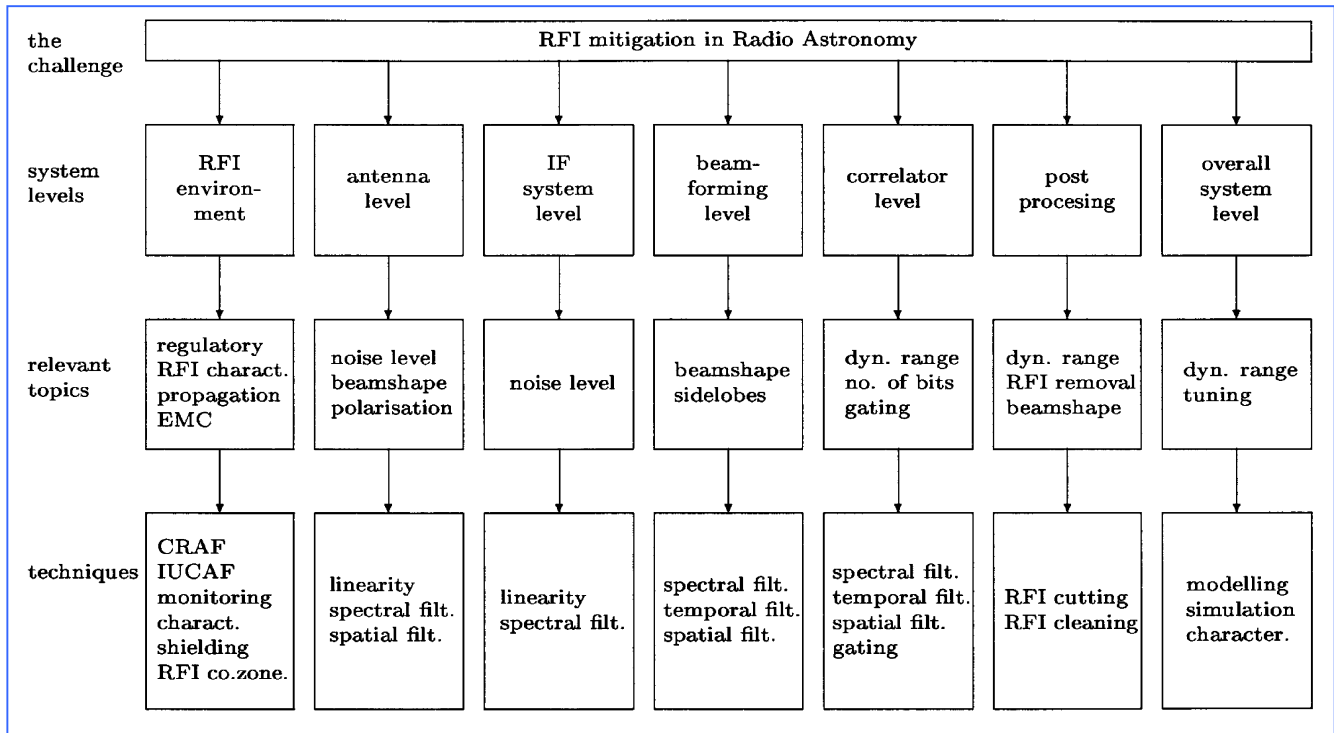 the
challenge
RFI mitigation in Radio Astronomy
system
levels
RFI
environ-
ment
antenna
level
IF
system
level
beam-
forming
level
correlator
level
post
procesing
overall
system
level
relevant
topics
regulatory
RFI charact.
propagation
EMC
noise level
beamshape
polarisation
noise level
beamshape
sidelobes
dyn. range
no. of bits
gating
dyn. range
RFI removal
beamshape
dyn. range
tuning
techniques
CRAF
IUCAF
monitoring
charact.
shielding
RFI co.zone.
linearity
spectral filt.
spatial filt.
linearity
spectral filt.
spectral filt.
temporal filt.
spatial filt.
spectral filt.
temporal filt.
spatial filt.
gating
RFI cutting
RFI cleaning
modelling
simulation
character.